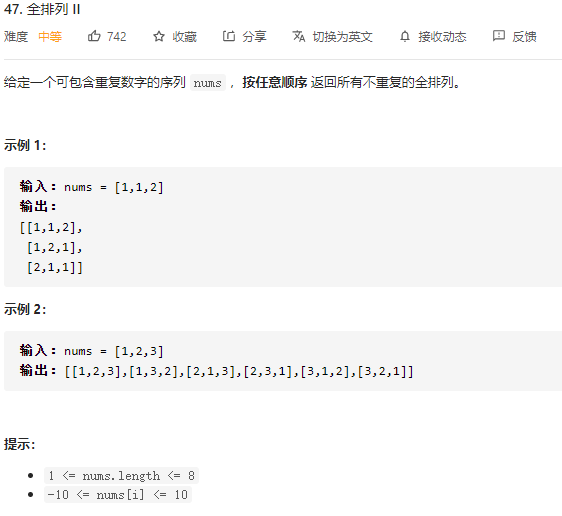 47. 全排列 II
难度 中等 742 收藏 分享 切换为英文 接收动态 反馈
给定一个可包含重复数字的序列 nums ，按任意顺序 返回所有不重复的全排列。
示例 1：
输入：nums = [1,1,2]
输出：
[[1,1,2],
[1,2,1],
[2,1,1]]
示例 2：
输入：nums = [1,2,3]
输出：[[1,2,3],[1,3,2],[2,1,3],[2,3,1],[3,1,2],[3,2,1]]
提示：
1 <= nums.length <= 8
-10 <= nums[i] <= 10